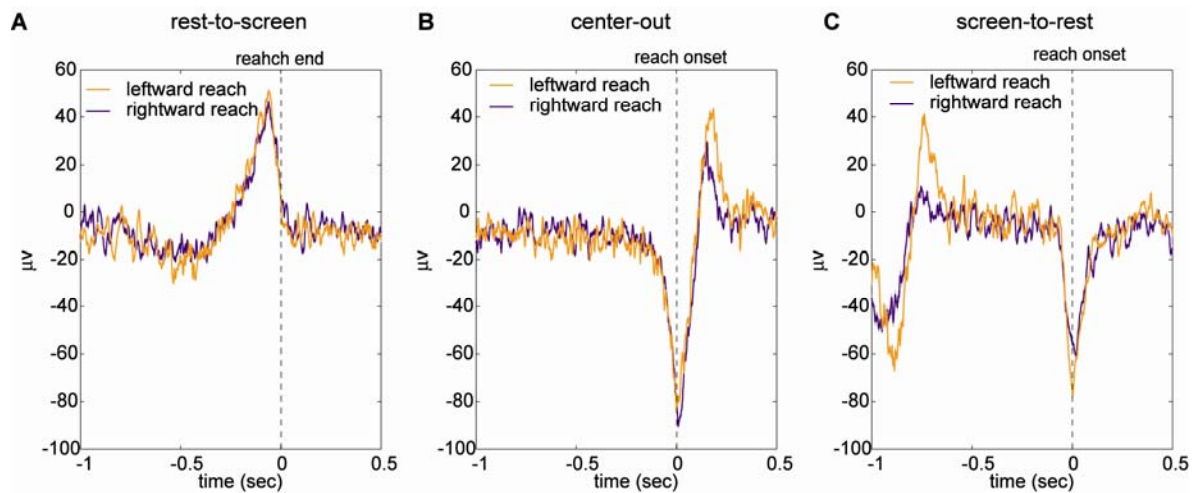 A rest-to-screen
reahch end
60
leftward reach
rightward reach
40
20
0
-20
-40
-60
-80
-100
μv
-1 -0.5 0 0.5
time (sec)
B center-out
reach onset
60
leftward reach
rightward reach
40
20
0
-20
-40
-60
-80
-100
μv
-1 -0.5 0 0.5
time (sec)
C screen-to-rest
reach onset
60
leftward reach
rightward reach
40
20
0
-20
-40
-60
-80
-100
μv
-1 -0.5 0 0.5
time (sec)